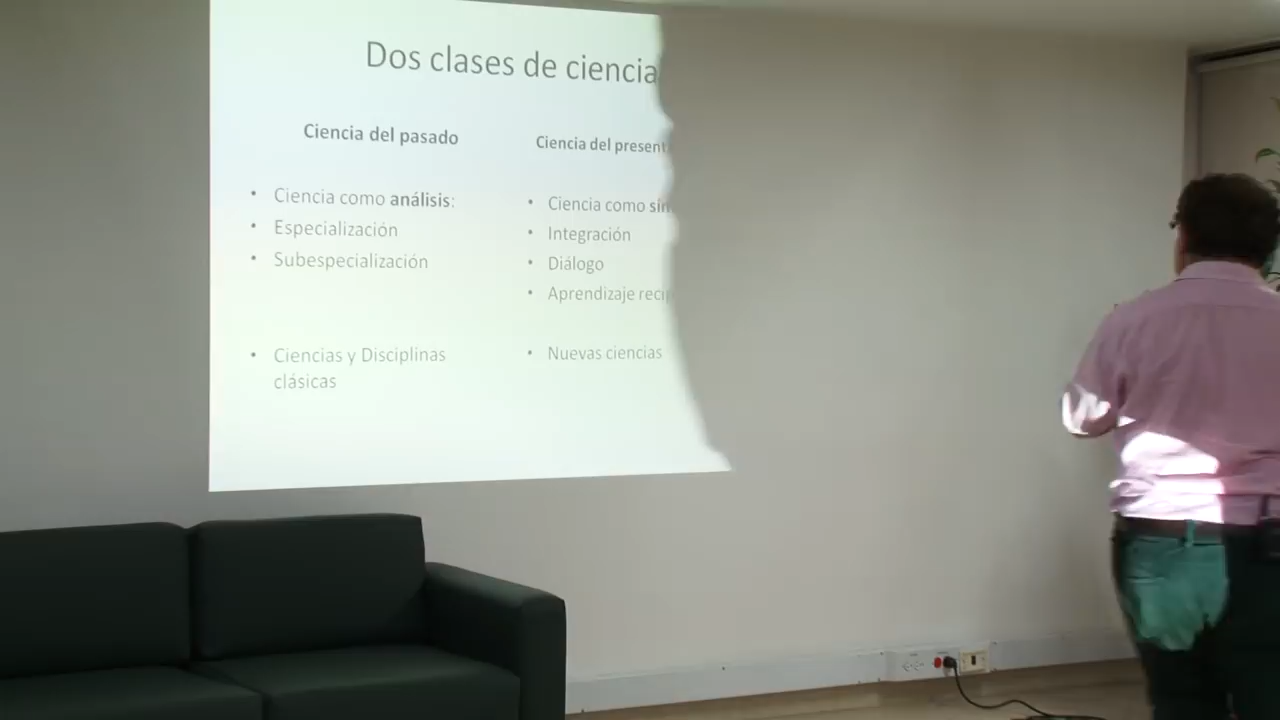 Dos clases de ciencia
Ciencia del pasado
• Ciencia como análisis:
• Especialización
• Subespecialización
• Ciencias y Disciplinas
clásicas
Ciencia del
• Ciencia como
• Integración
• Diálogo
• Aprendizaje
• Nuevas ciencias